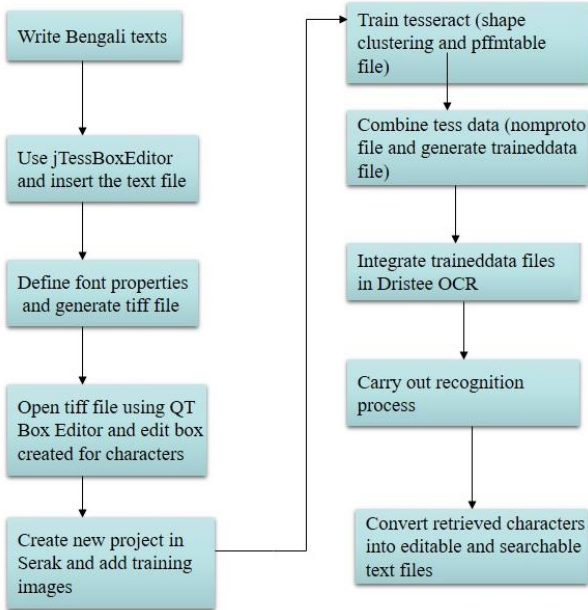 Write Bengali texts
Use jTessBoxEditor
and insert the text file
Define font properties
and generate tiff file
Open tiff file using QT
Box Editor and edit box
created for characters
Create new project in
Serak and add training
images
Train tesseract (shape
clustering and pffmtable
file)
Combine tess data (nomproto
file and generate traineddata
file)
Integrate traineddata files
in Dristee OCR
Carry out recognition
process
Convert retrieved characters
into editable and searchable
text files